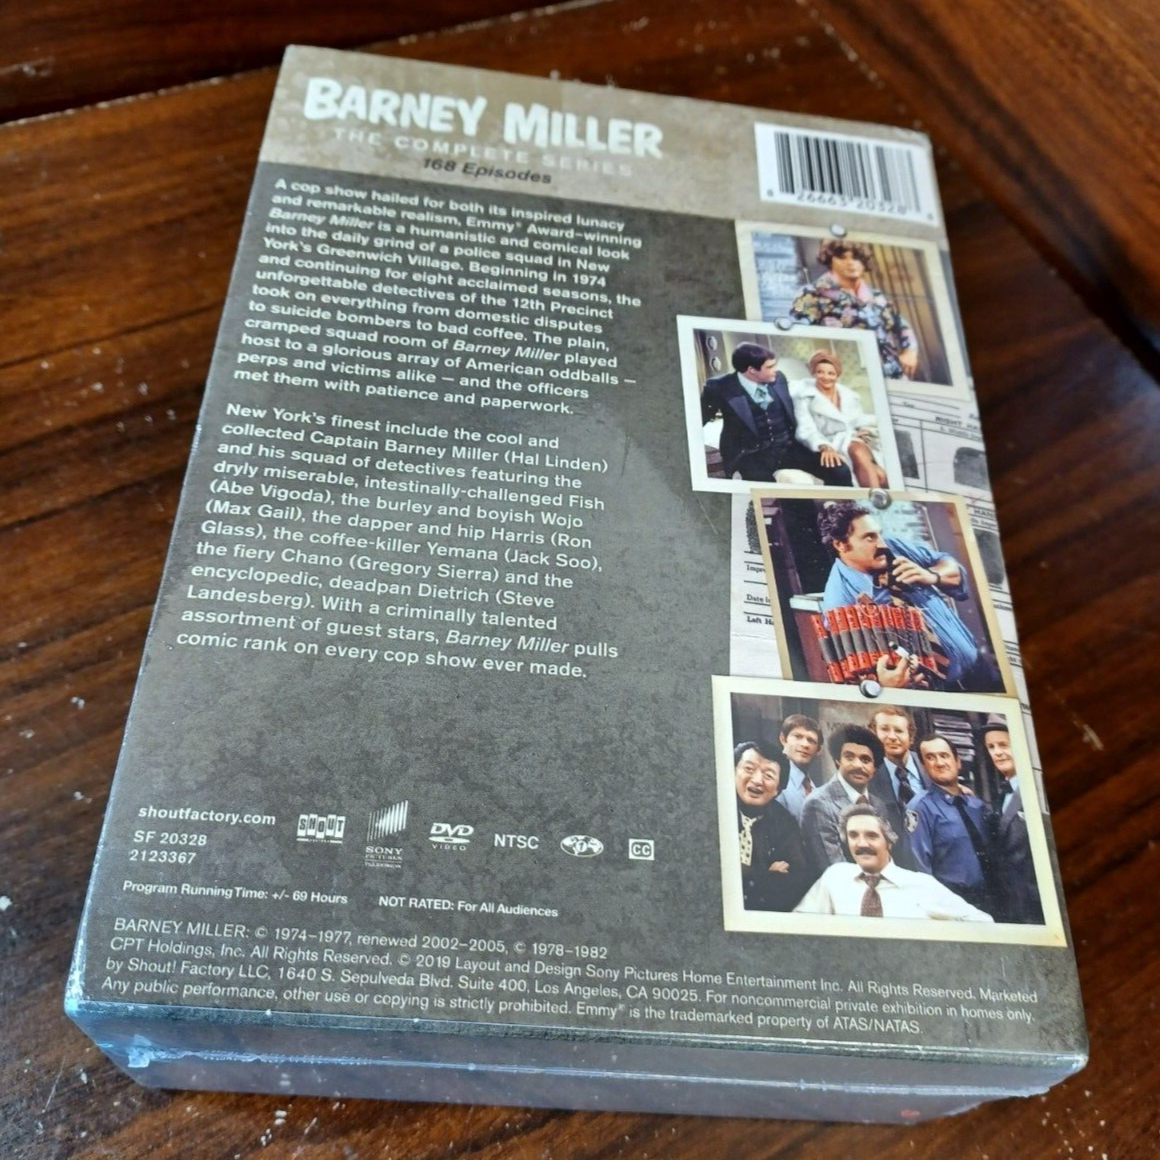 BARNEY MILLER
THE COMPLETE SERIES
168 Episodes
8 26663 20328 8
A cop show hailed for both its inspired lunacy
and remarkable realism, Emmy® Award–winning
Barney Miller is a humanistic and comical look
into the daily grind of a police squad in New
York's Greenwich Village. Beginning in 1974
and continuing for eight acclaimed seasons, the
unforgettable detectives of the 12th Precinct
took on everything from domestic disputes
to suicide bombers to bad coffee. The plain,
cramped squad room of Barney Miller played
host to a glorious array of American oddballs —
perps and victims alike — and the officers
met them with patience and paperwork.
New York's finest include the cool and
collected Captain Barney Miller (Hal Linden)
and his squad of detectives featuring the
dryly miserable, intestinally-challenged Fish
(Abe Vigoda), the burley and boyish Wojo
(Max Gail), the dapper and hip Harris (Ron
Glass), the coffee-killer Yemana (Jack Soo),
the fiery Chano (Gregory Sierra) and the
encyclopedic, deadpan Dietrich (Steve
Landesberg). With a criminally talented
assortment of guest stars, Barney Miller pulls
comic rank on every cop show ever made.
shoutfactory.com
SF 20328
2123367
SHOUT
SONY
PICTURES
TELEVISION
DVD
VIDEO
NTSC
1
CC
Program Running Time: +/- 69 Hours
NOT RATED: For All Audiences
BARNEY MILLER: © 1974–1977, renewed 2002–2005, © 1978–1982
CPT Holdings, Inc. All Rights Reserved. © 2019 Layout and Design Sony Pictures Home Entertainment Inc. All Rights Reserved. Marketed
by Shout! Factory LLC, 1640 S. Sepulveda Blvd. Suite 400, Los Angeles, CA 90025. For noncommercial private exhibition in homes only.
Any public performance, other use or copying is strictly prohibited. Emmy® is the trademarked property of ATAS/NATAS.